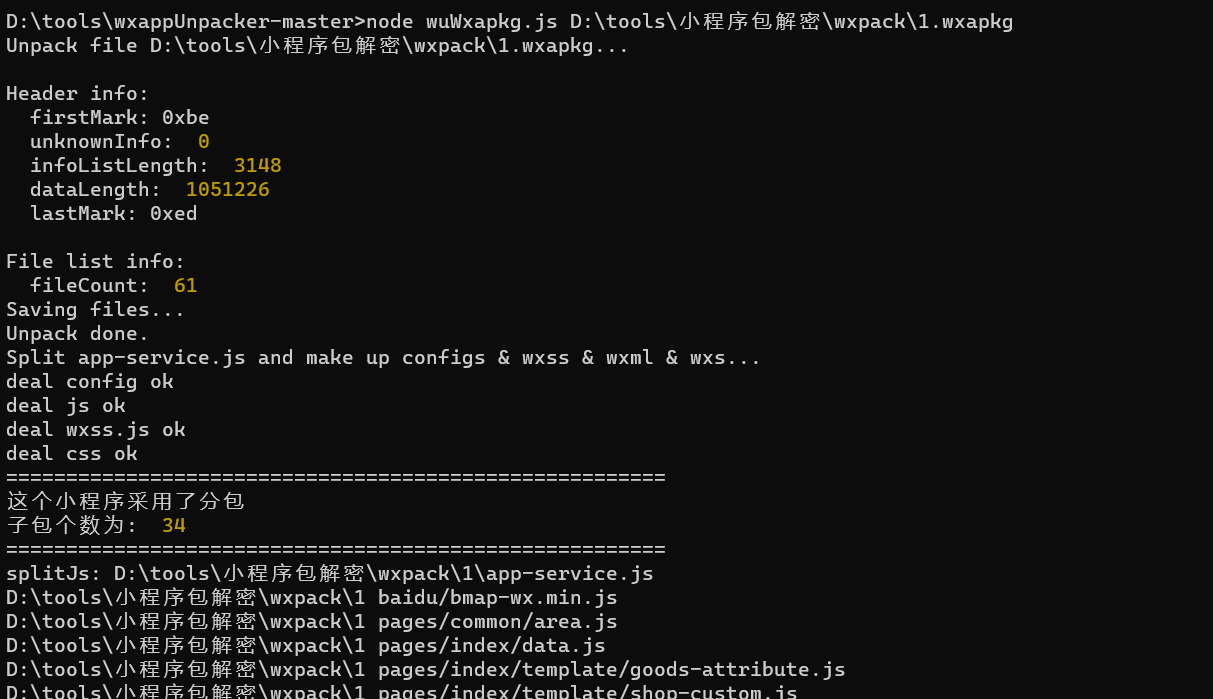 D:\tools\wxappUnpacker-master>node wuWxapkg.js D:\tools\小程序包解密\wxpack\1.wxapkg
Unpack file D:\tools\小程序包解密\wxpack\1.wxapkg...
Header info:
firstMark: 0xbe
unknownInfo: 0
infoListLength: 3148
dataLength: 1051226
lastMark: 0xed
File list info:
fileCount: 61
Saving files...
Unpack done.
Split app-service.js and make up configs & wxss & wxml & wxs...
deal config ok
deal js ok
deal wxss.js ok
deal css ok
=======================================================
这个小程序采用了分包
子包个数为: 34
=======================================================
splitJs: D:\tools\小程序包解密\wxpack\1\app-service.js
D:\tools\小程序包解密\wxpack\1 baidu/bmap-wx.min.js
D:\tools\小程序包解密\wxpack\1 pages/common/area.js
D:\tools\小程序包解密\wxpack\1 pages/index/data.js
D:\tools\小程序包解密\wxpack\1 pages/index/template/goods-attribute.js
D:\tools\小程序包解密\wxpack\1 pages/index/template/shop-custom.js